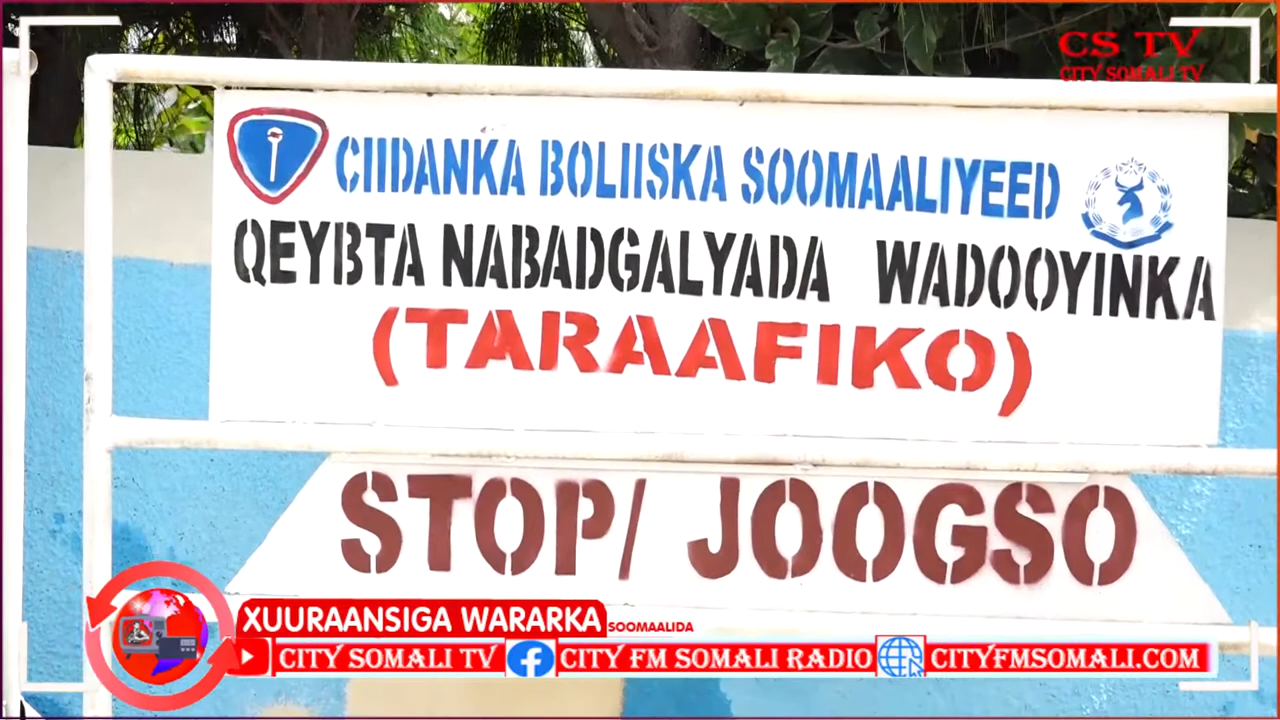 CS TV
CITY SOMALI TV
CIIDANKA BOLIISKA SOOMAALIYEED
QEYBTA NABADGALYADA WADOOYINKA
(TARAAFIKO)
STOP/ JOOGSO
XUURAANSIGA WARARKA
SOOMAALIDA
CITY SOMALI TV CITY FM SOMALI RADIO CITYFMSOMALI.COM